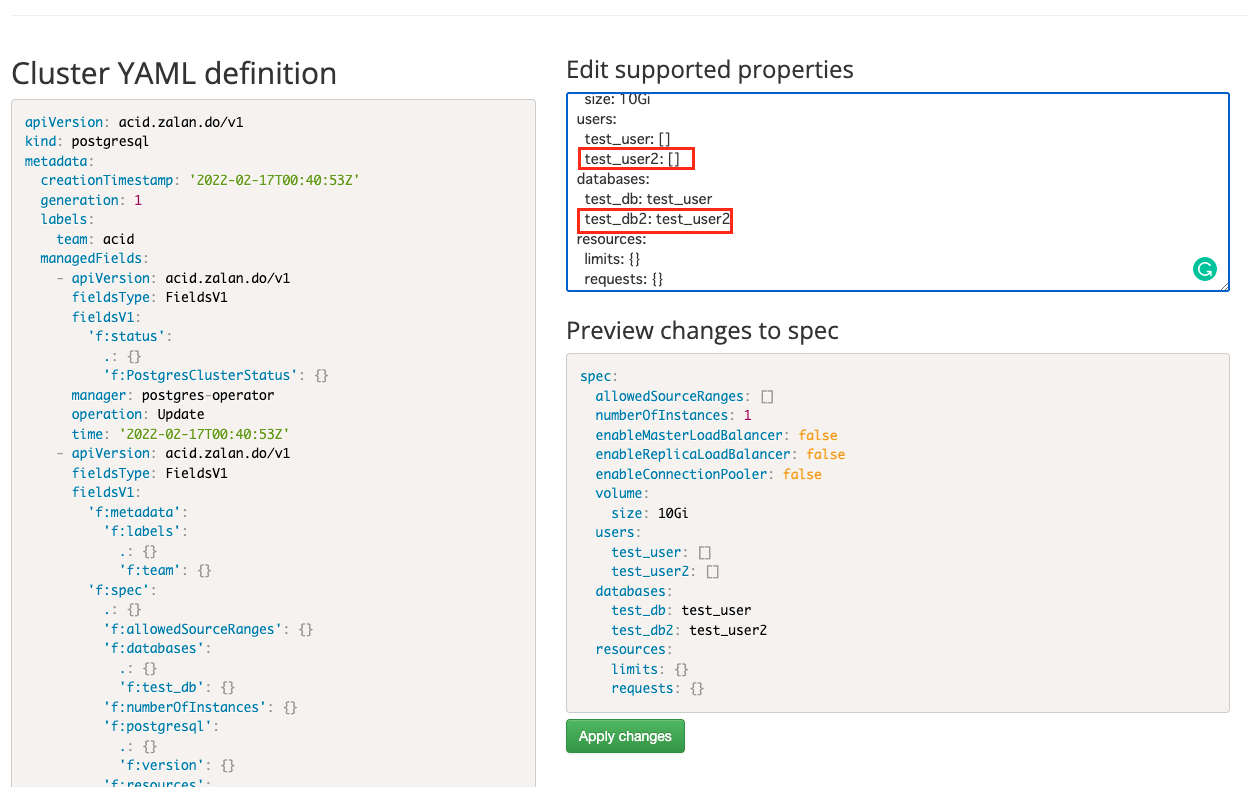 Cluster YAML definition
apiVersion: acid.zalan.do/v1
kind: postgresql
metadata:
creationTimestamp: '2022-02-17T00:40:53Z'
generation: 1
labels:
team: acid
managedFields:
- apiVersion: acid.zalan.do/v1
fieldsType: FieldsV1
fieldsV1:
'f:status':
.: {}
'f:PostgresClusterStatus': {}
manager: postgres-operator
operation: Update
time: '2022-02-17T00:40:53Z'
- apiVersion: acid.zalan.do/v1
fieldsType: FieldsV1
fieldsV1:
'f:metadata':
'f:labels':
.: {}
'f:team': {}
'f:spec':
.: {}
'f:allowedSourceRanges': {}
'f:databases':
.: {}
'f:test_db': {}
'f:numberOfInstances': {}
'f:postgresql':
.: {}
'f:version': {}
'f:resources':
Edit supported properties
size: 10Gi
users:
test_user: []
test_user2: []
databases:
test_db: test_user
test_db2: test_user2
resources:
limits: {}
requests: {}
Preview changes to spec
spec:
allowedSourceRanges: []
numberOfInstances: 1
enableMasterLoadBalancer: false
enableReplicaLoadBalancer: false
enableConnectionPooler: false
volume:
size: 10Gi
users:
test_user: []
test_user2: []
databases:
test_db: test_user
test_db2: test_user2
resources:
limits: {}
requests: {}
Apply changes